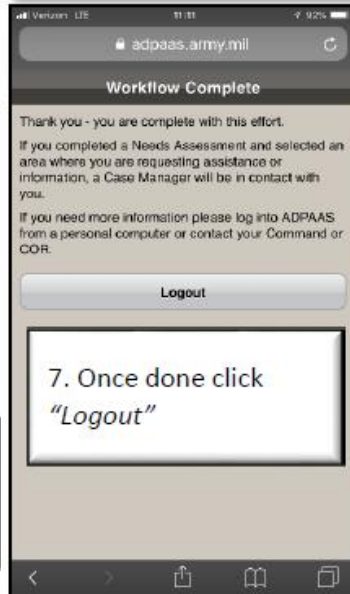 Verizon LTE 11:11 92%
adpaas.army.mil
Workflow Complete
Thank you - you are complete with this effort.
If you completed a Needs Assessment and selected an
area where you are requesting assistance or
information, a Case Manager will be in contact with
you.
If you need more information please log into ADPAAS
from a personal computer or contact your Command or
COR.
Logout
7. Once done click
“Logout”